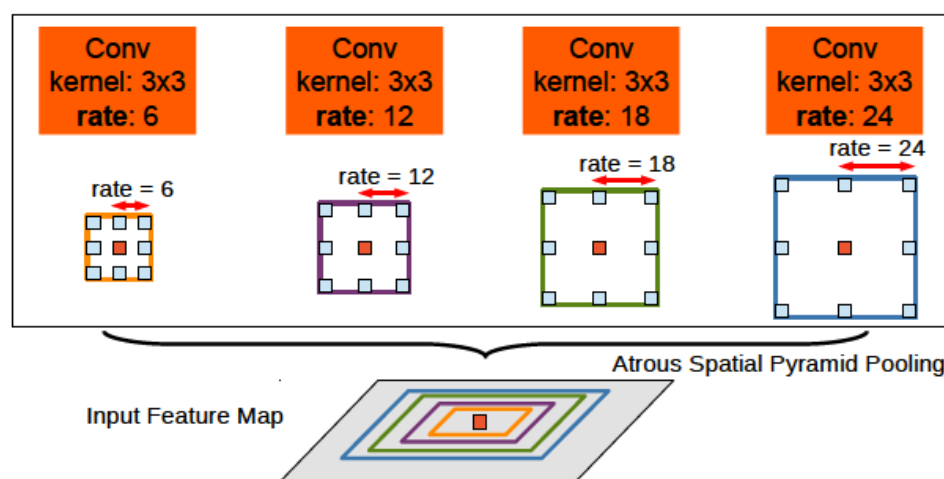 Conv
kernel: 3x3
rate: 6
Conv
kernel: 3x3
rate: 12
Conv
kernel: 3x3
rate: 18
Conv
kernel: 3x3
rate: 24
rate = 6
rate = 12
rate = 18
rate = 24
Atrous Spatial Pyramid Pooling
Input Feature Map